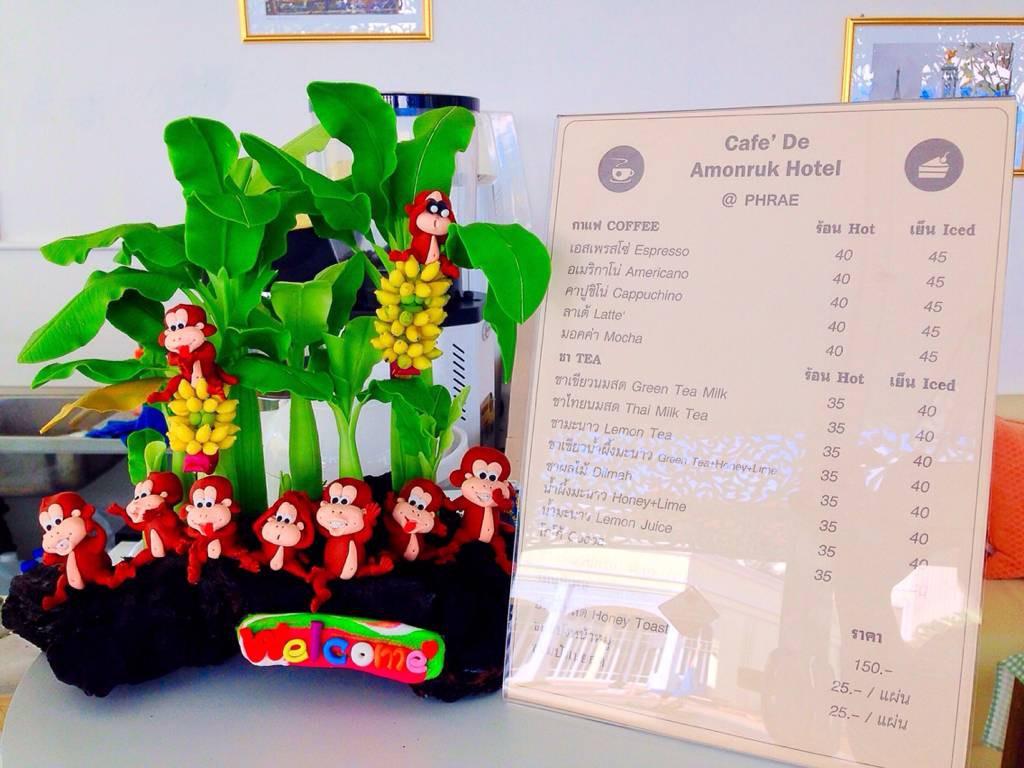 Cafe' De
Amonruk Hotel
@ PHRAE
กาแฟ COFFEE ร้อน Hot เย็น Iced
เอสเพรสโซ่ Espresso 40 45
อเมริกาโน่ Americano 40 45
คาปูชิโน่ Cappuchino 40 45
ลาเต้ Latte' 40 45
มอคค่า Mocha 40 45
ชา TEA ร้อน Hot เย็น Iced
ชาเขียวนมสด Green Tea Milk 35 40
ชาไทยนมสด Thai Milk Tea 35 40
ชามะนาว Lemon Tea 35 40
ชาเขียวน้ำผึ้งมะนาว Green Tea+Honey+Lime 35 40
ชาผลไม้ Dilmah 35 40
น้ำผึ้งมะนาว Honey+Lime 35 40
น้ำมะนาว Lemon Juice 35 40
โกโก้ Cocoa 35
ราคา
Honey Toast 150.-
25.- / แผ่น
25.- / แผ่น
Welcome